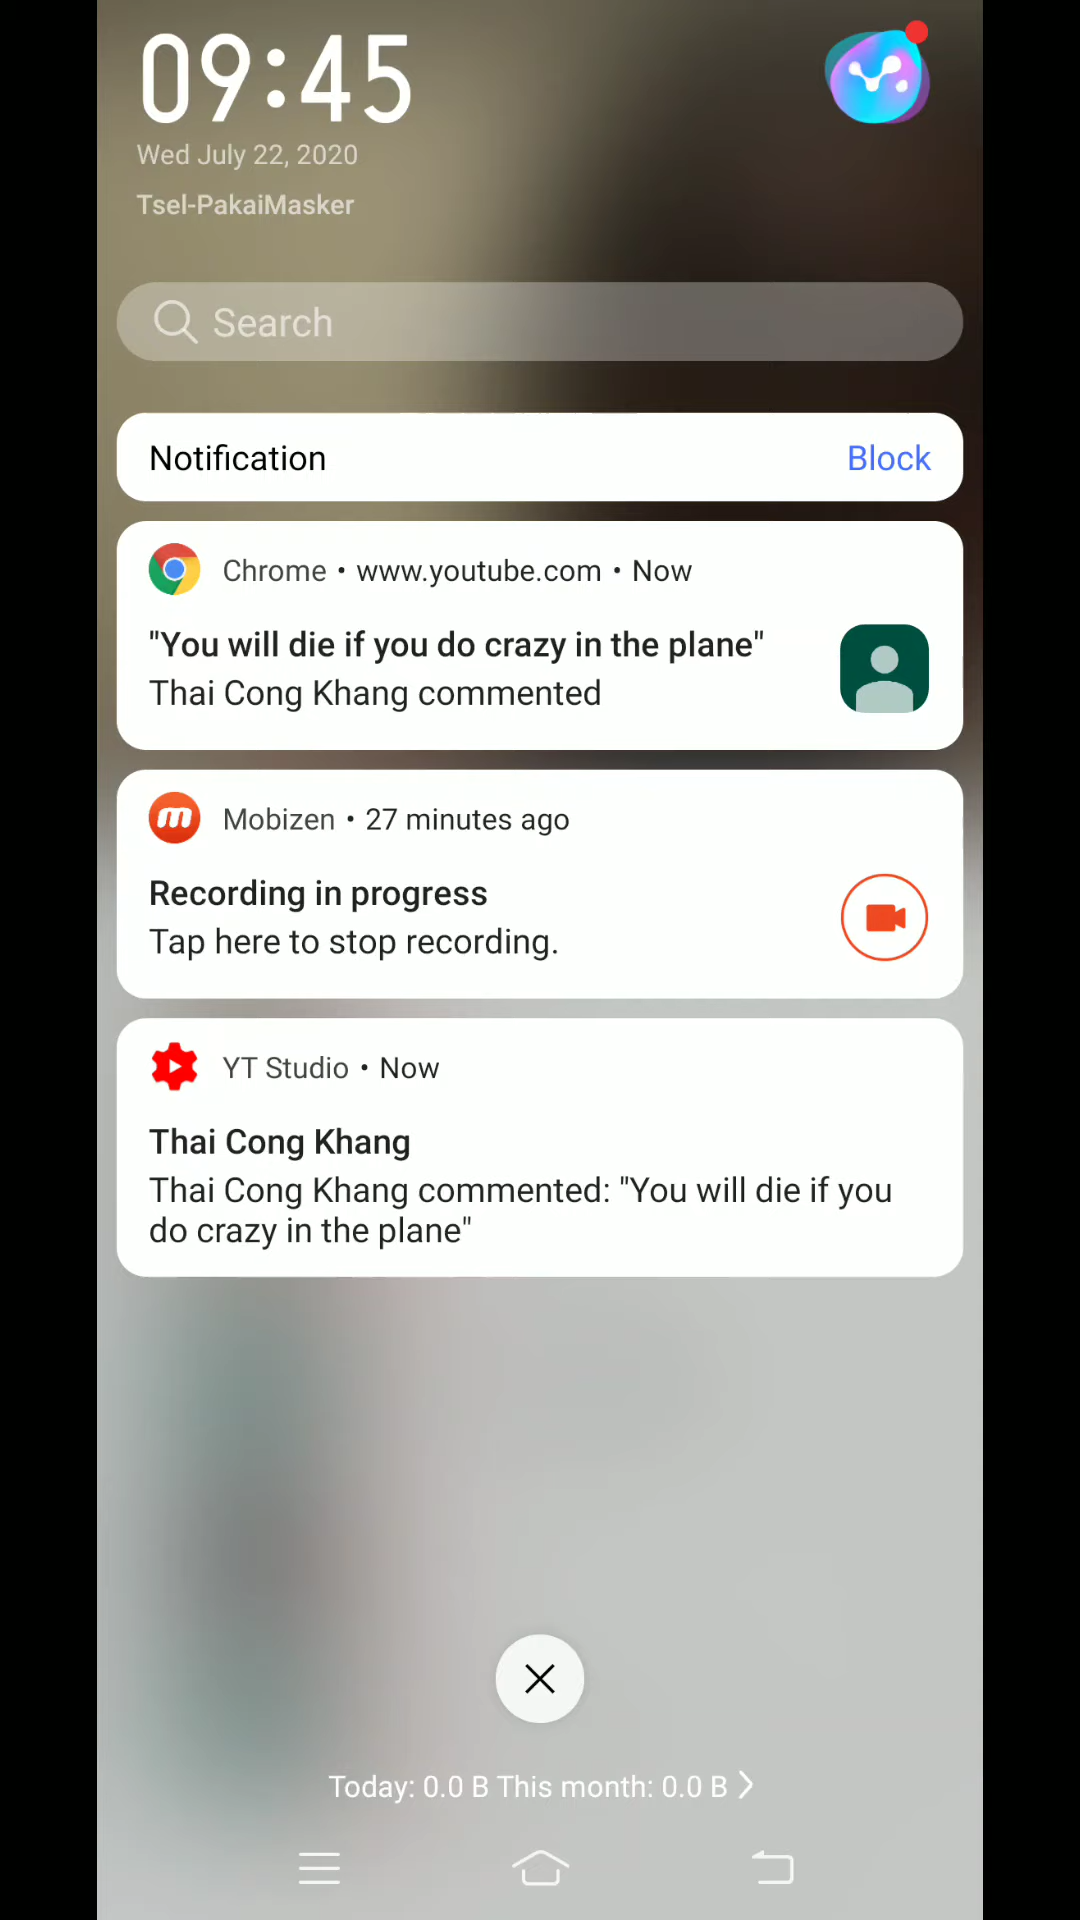 09:45
Wed July 22, 2020
Tsel-PakaiMasker
Search
Notification
Block
Chrome • www.youtube.com • Now
"You will die if you do crazy in the plane"
Thai Cong Khang commented
Mobizen • 27 minutes ago
Recording in progress
Tap here to stop recording.
YT Studio • Now
Thai Cong Khang
Thai Cong Khang commented: "You will die if you
do crazy in the plane"
Today: 0.0 B This month: 0.0 B